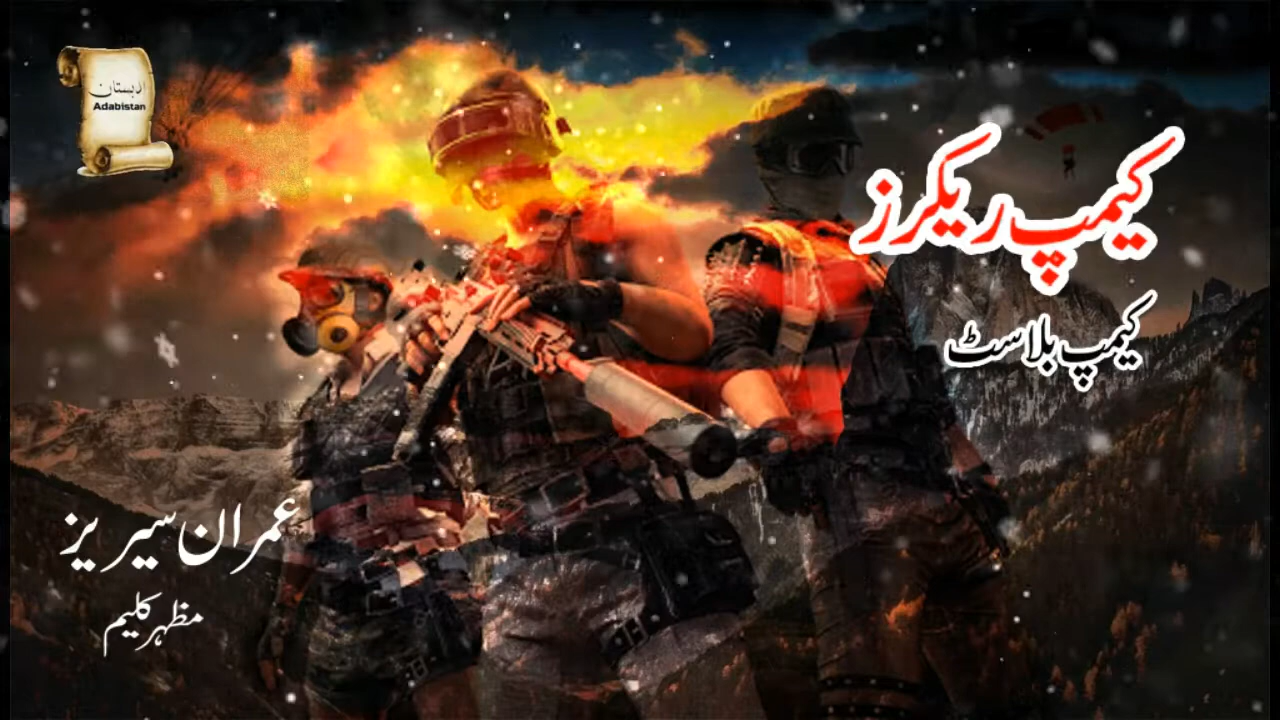 ادبستان
Adabistan
کیمپ ریکرز
کیمپ بلاسٹ
عمران سیریز
مظہر کلیم